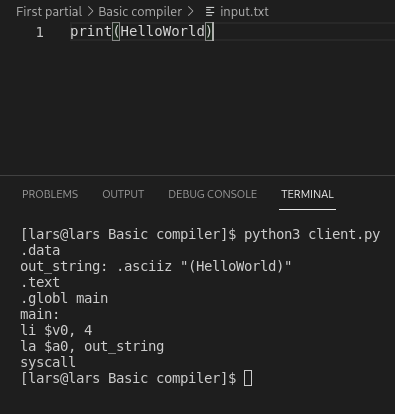 First partial > Basic compiler > input.txt
1 print(HelloWorld)
PROBLEMS OUTPUT DEBUG CONSOLE TERMINAL
[lars@lars Basic compiler]$ python3 client.py
.data
out_string: .asciiz "(HelloWorld)"
.text
.globl main
main:
li $v0, 4
la $a0, out_string
syscall
[lars@lars Basic compiler]$